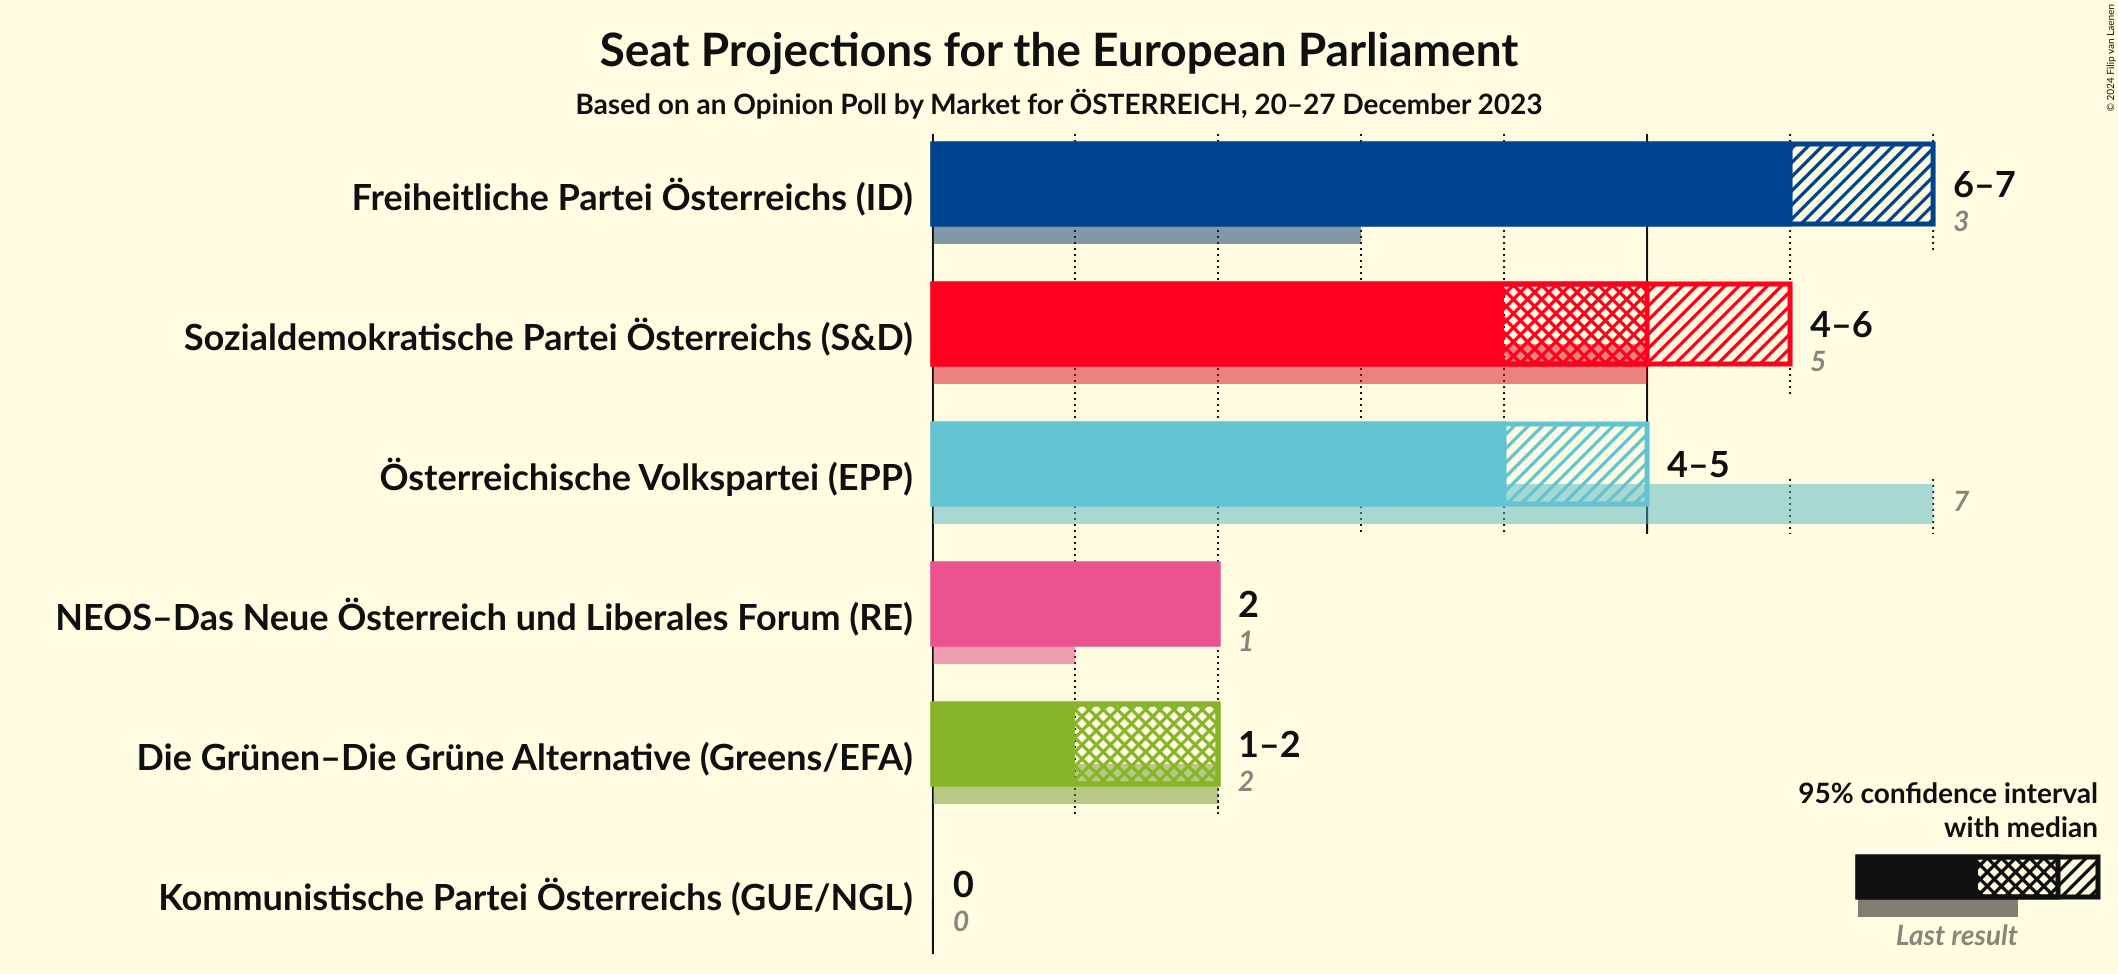 Seat Projections for the European Parliament
Based on an Opinion Poll by Market for ÖSTERREICH, 20–27 December 2023
© 2024 Filip van Laenen
Freiheitliche Partei Österreichs (ID)
6–7
3
Sozialdemokratische Partei Österreichs (S&D)
4–6
5
Österreichische Volkspartei (EPP)
4–5
7
NEOS–Das Neue Österreich und Liberales Forum (RE)
2
1
Die Grünen–Die Grüne Alternative (Greens/EFA)
1–2
2
Kommunistische Partei Österreichs (GUE/NGL)
0
0
95% confidence interval
with median
Last result